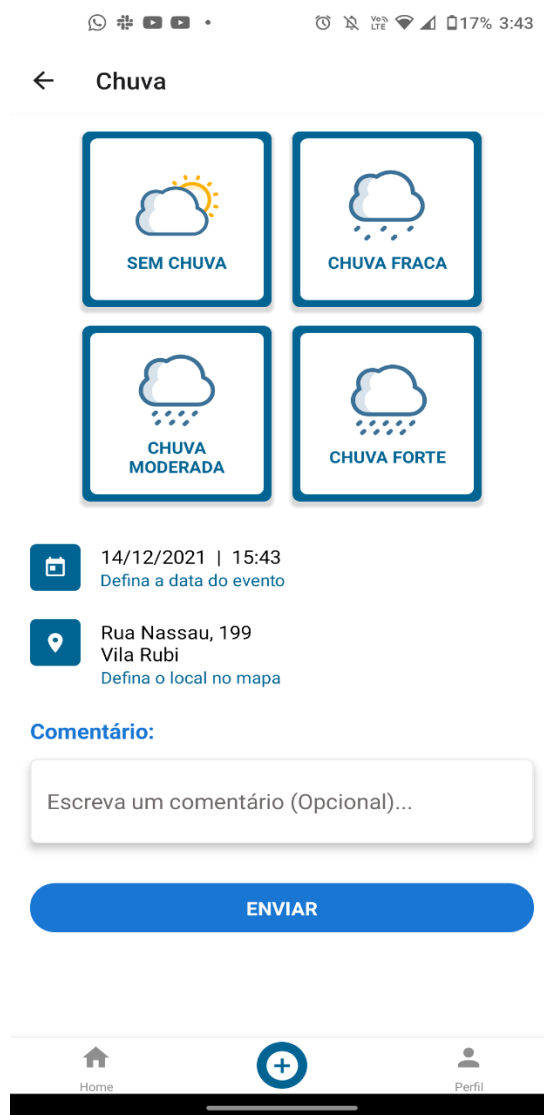 Vo)) LTE 17% 3:43
Chuva
SEM CHUVA
CHUVA FRACA
CHUVA
MODERADA
CHUVA FORTE
14/12/2021 | 15:43
Defina a data do evento
Rua Nassau, 199
Vila Rubi
Defina o local no mapa
Comentário:
Escreva um comentário (Opcional)...
ENVIAR
Home
Perfil